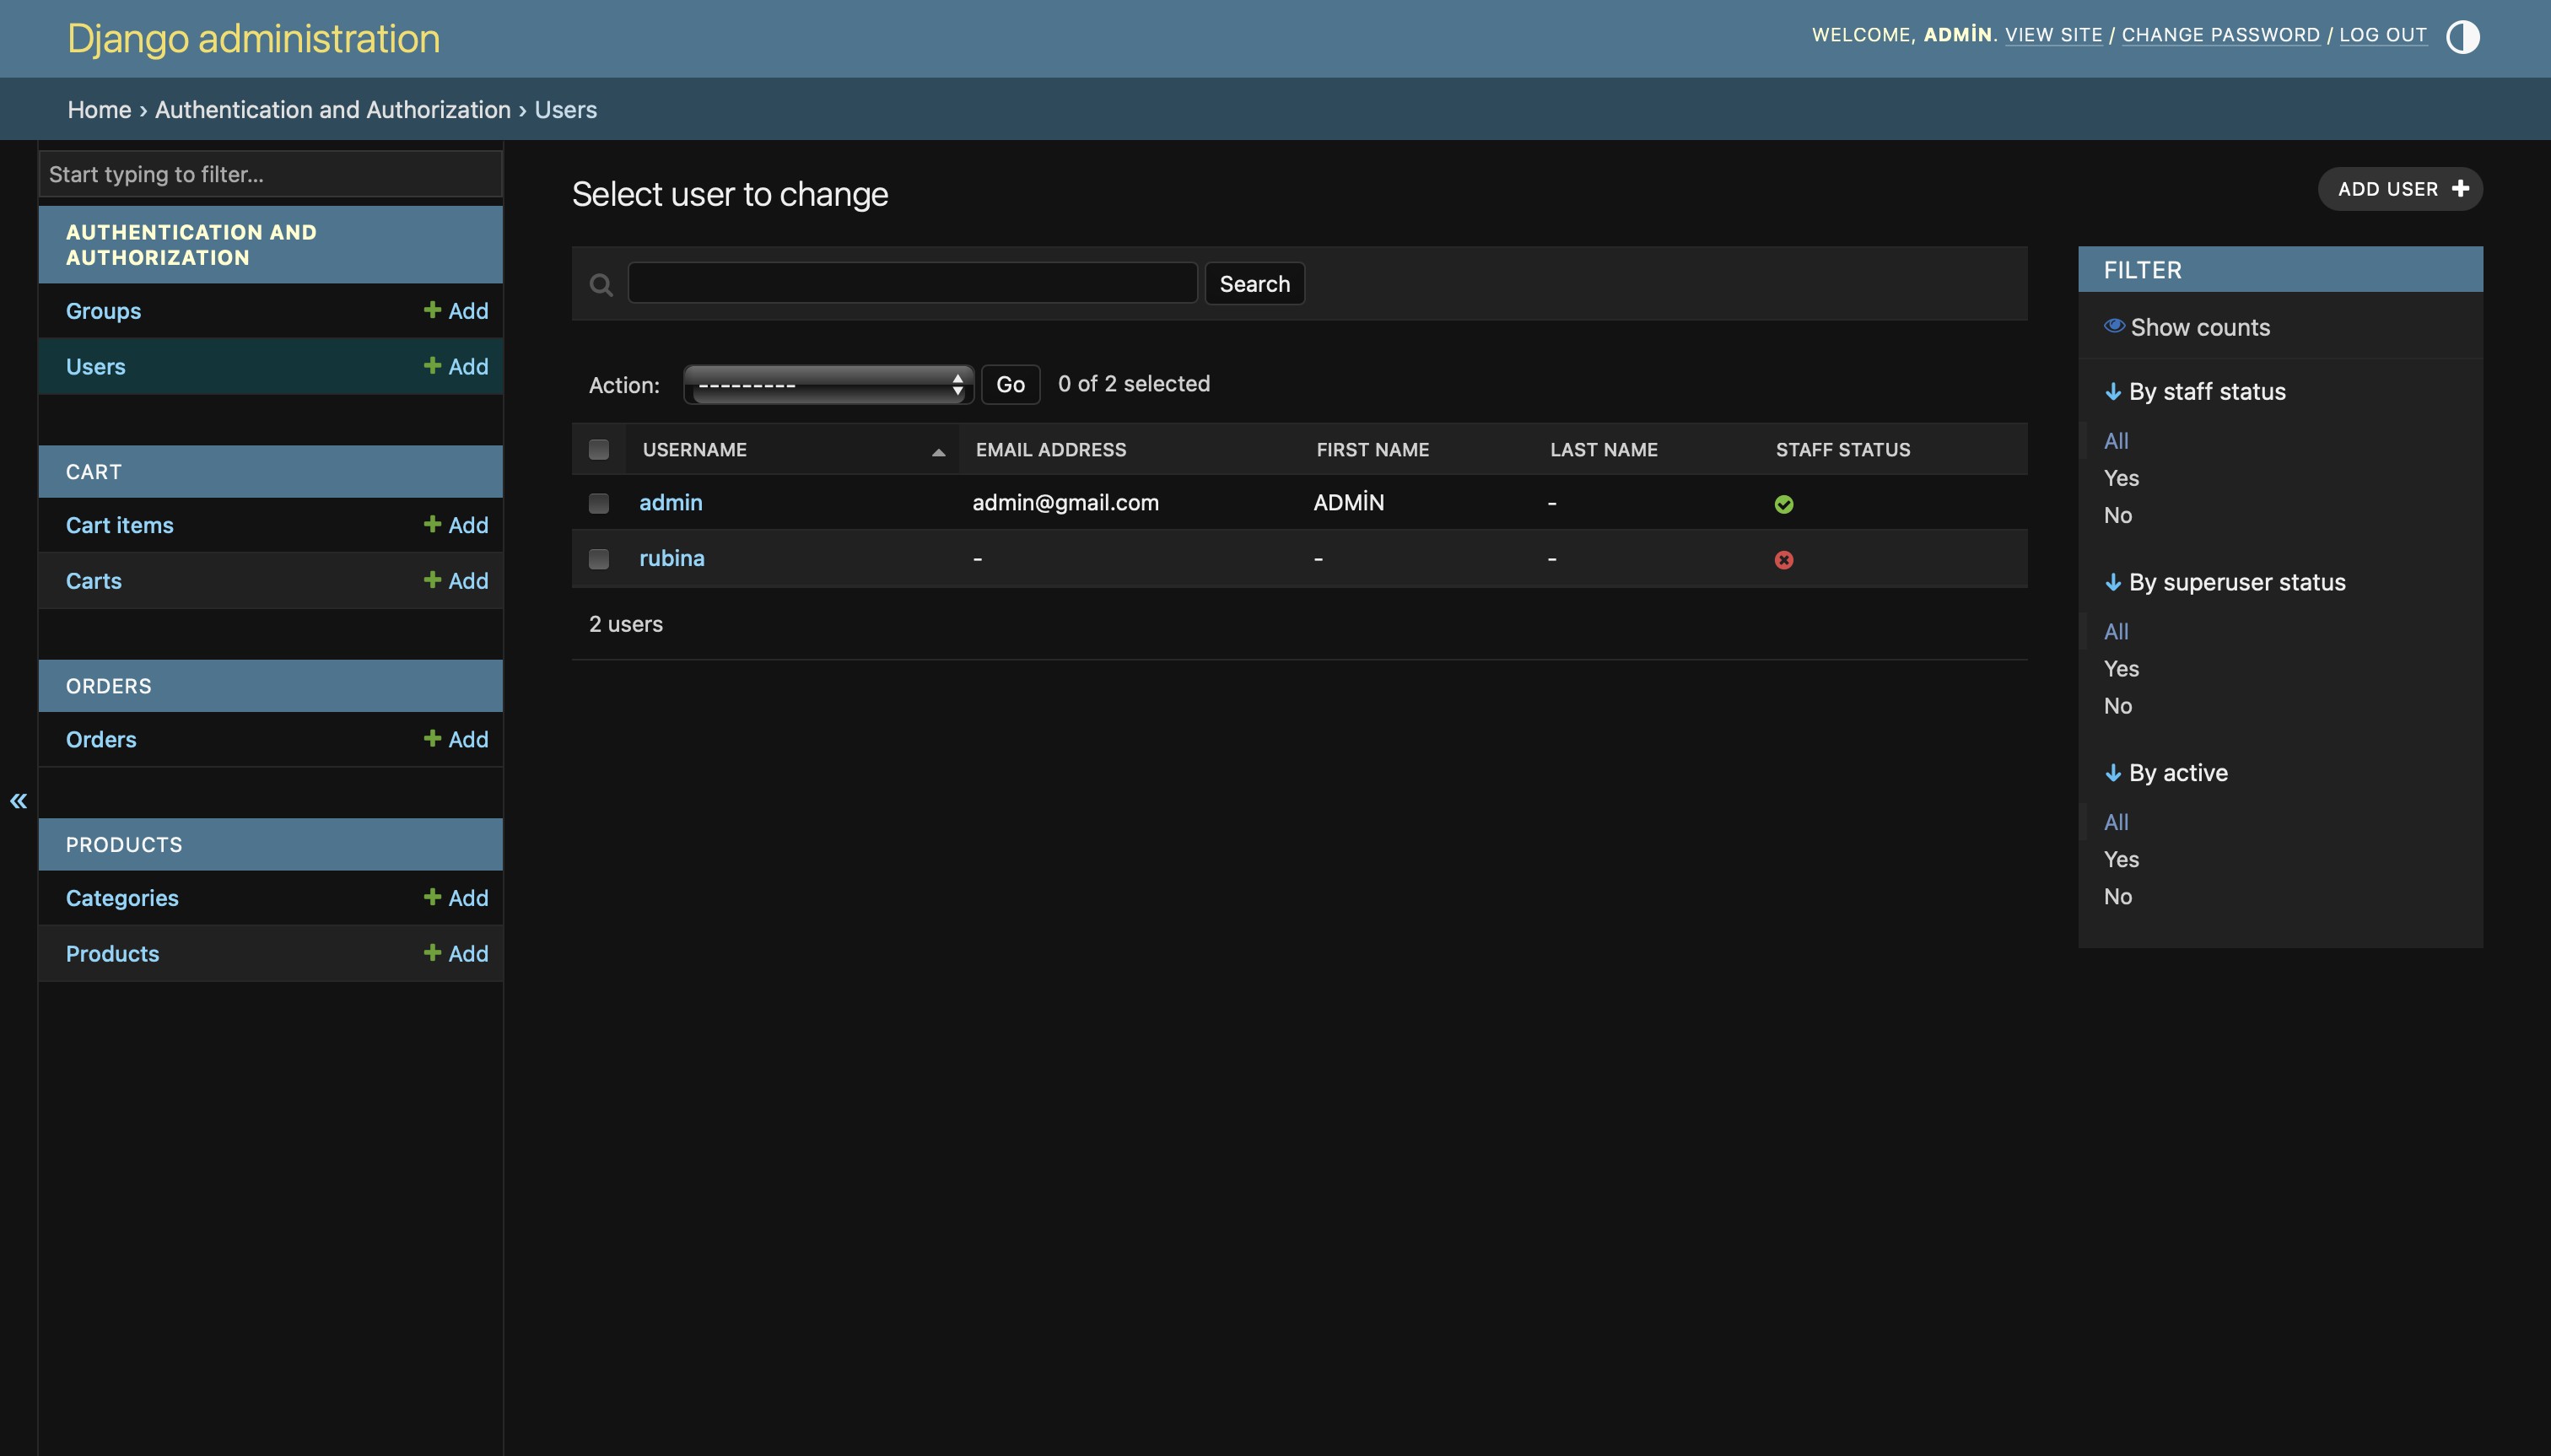 Django administration
WELCOME, ADMİN. VIEW SITE / CHANGE PASSWORD / LOG OUT
Home › Authentication and Authorization › Users
Start typing to filter...
AUTHENTICATION AND
AUTHORIZATION
Groups + Add
Users + Add
CART
Cart items + Add
Carts + Add
ORDERS
Orders + Add
«
PRODUCTS
Categories + Add
Products + Add
Select user to change
ADD USER +
Search
Action: --------- Go 0 of 2 selected
USERNAME EMAIL ADDRESS FIRST NAME LAST NAME STAFF STATUS
admin admin@gmail.com ADMİN -
rubina - - -
2 users
FILTER
Show counts
↓ By staff status
All
Yes
No
↓ By superuser status
All
Yes
No
↓ By active
All
Yes
No